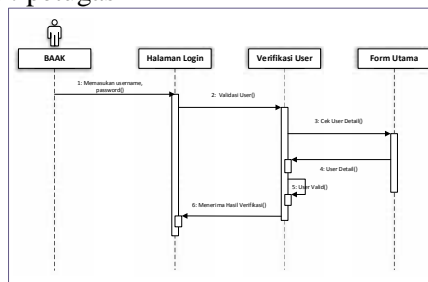 BAAK
Halaman Login
Verifikasi User
Form Utama
1: Memasukan username,
password()
2: Validasi User()
3: Cek User Detail()
4: User Detail()
5: User Valid()
6: Menerima Hasil Verifikasi()